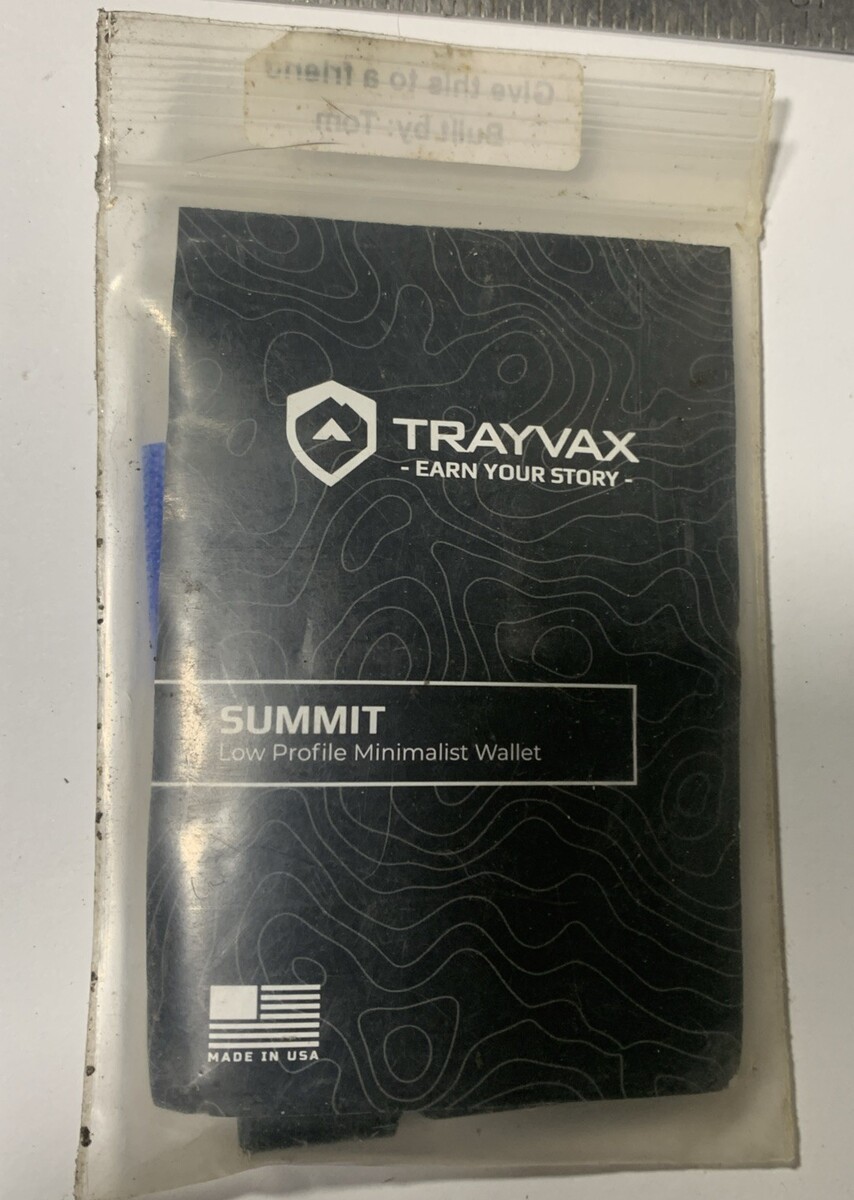 Give this to a friend
Built by: Tom
TRAYVAX
- EARN YOUR STORY -
SUMMIT
Low Profile Minimalist Wallet
MADE IN USA